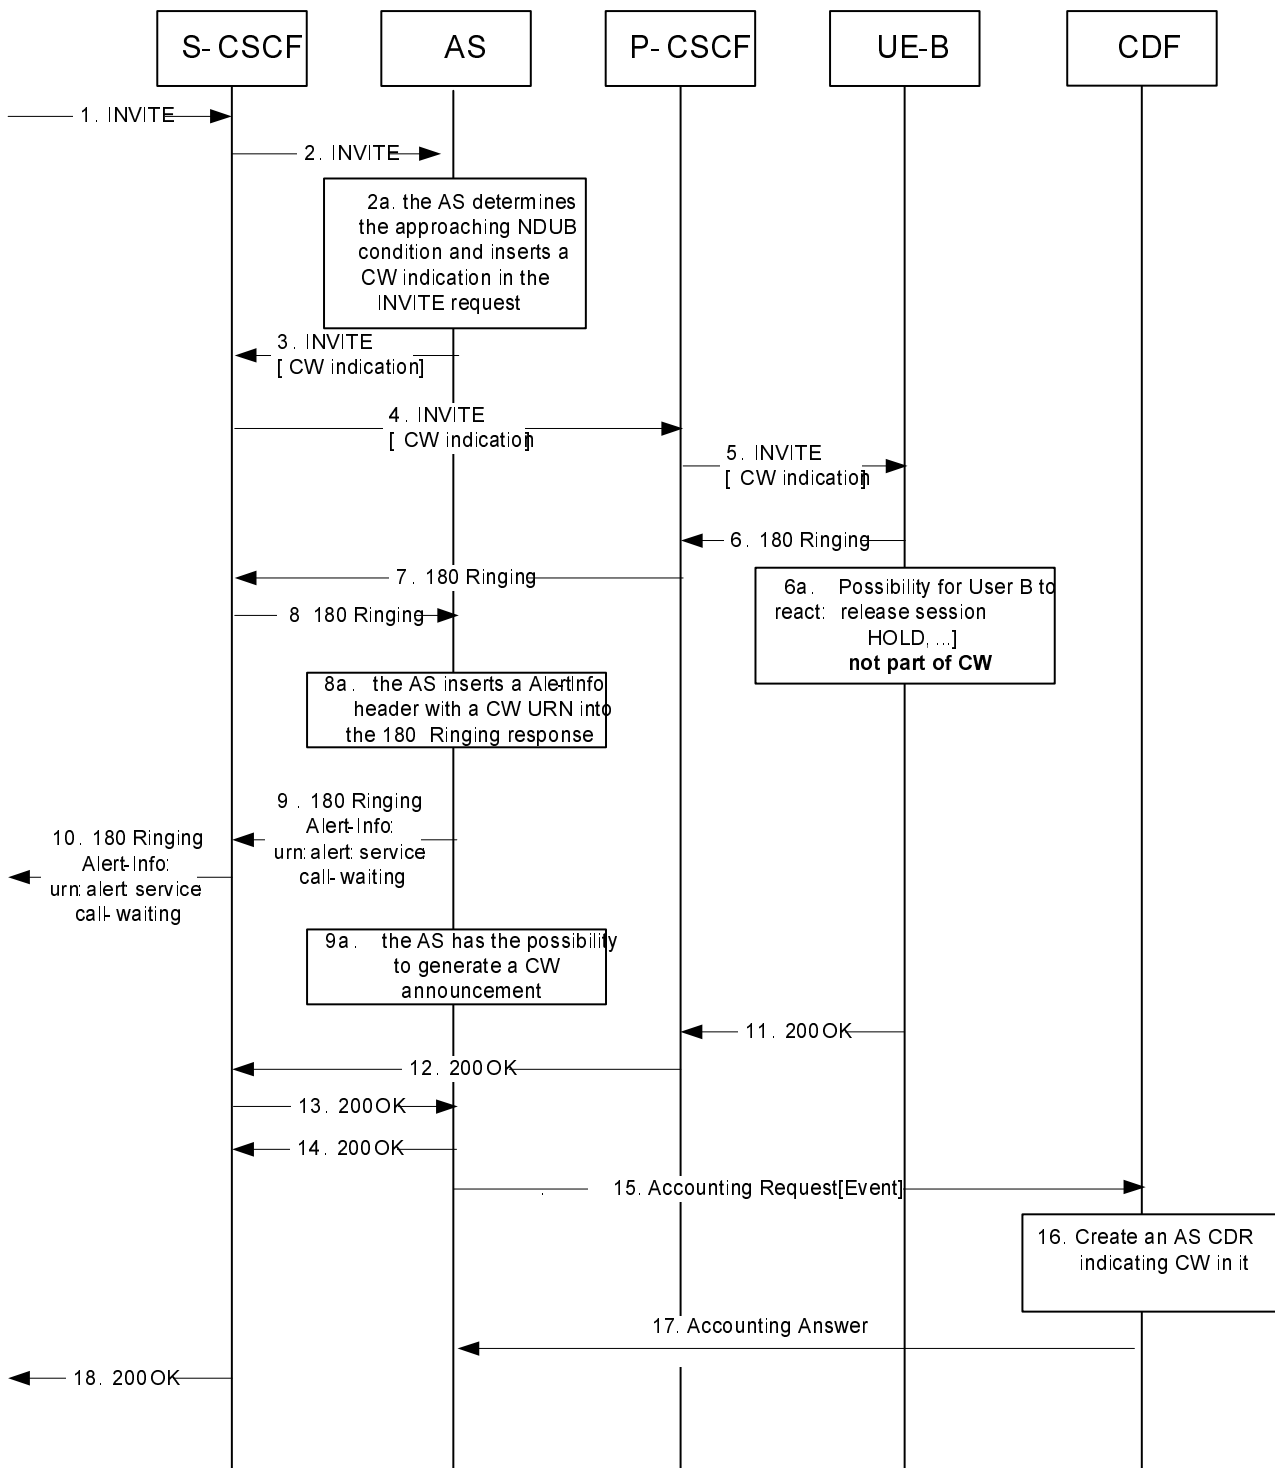 S- CSCF
AS
P- CSCF
UE-B
CDF
1. INVITE
2. INVITE
2a. the AS determines
the approaching NDUB
condition and inserts a
CW indication in the
INVITE request
3. INVITE
[ CW indication]
4. INVITE
[ CW indication]
5. INVITE
[ CW indication]
6. 180 Ringing
7. 180 Ringing
8 180 Ringing
6a. Possibility for User B to
react: release session
HOLD, ...]
not part of CW
8a. the AS inserts a Alert-Info
header with a CW URN into
the 180 Ringing response
9. 180 Ringing
Alert-Info:
urn:alert: service
call-waiting
10. 180 Ringing
Alert-Info:
urn:alert: service
call-waiting
9a. the AS has the possibility
to generate a CW
announcement
11. 200 OK
12. 200 OK
13. 200 OK
14. 200 OK
15. Accounting Request[Event]
16. Create an AS CDR
indicating CW in it
17. Accounting Answer
18. 200 OK